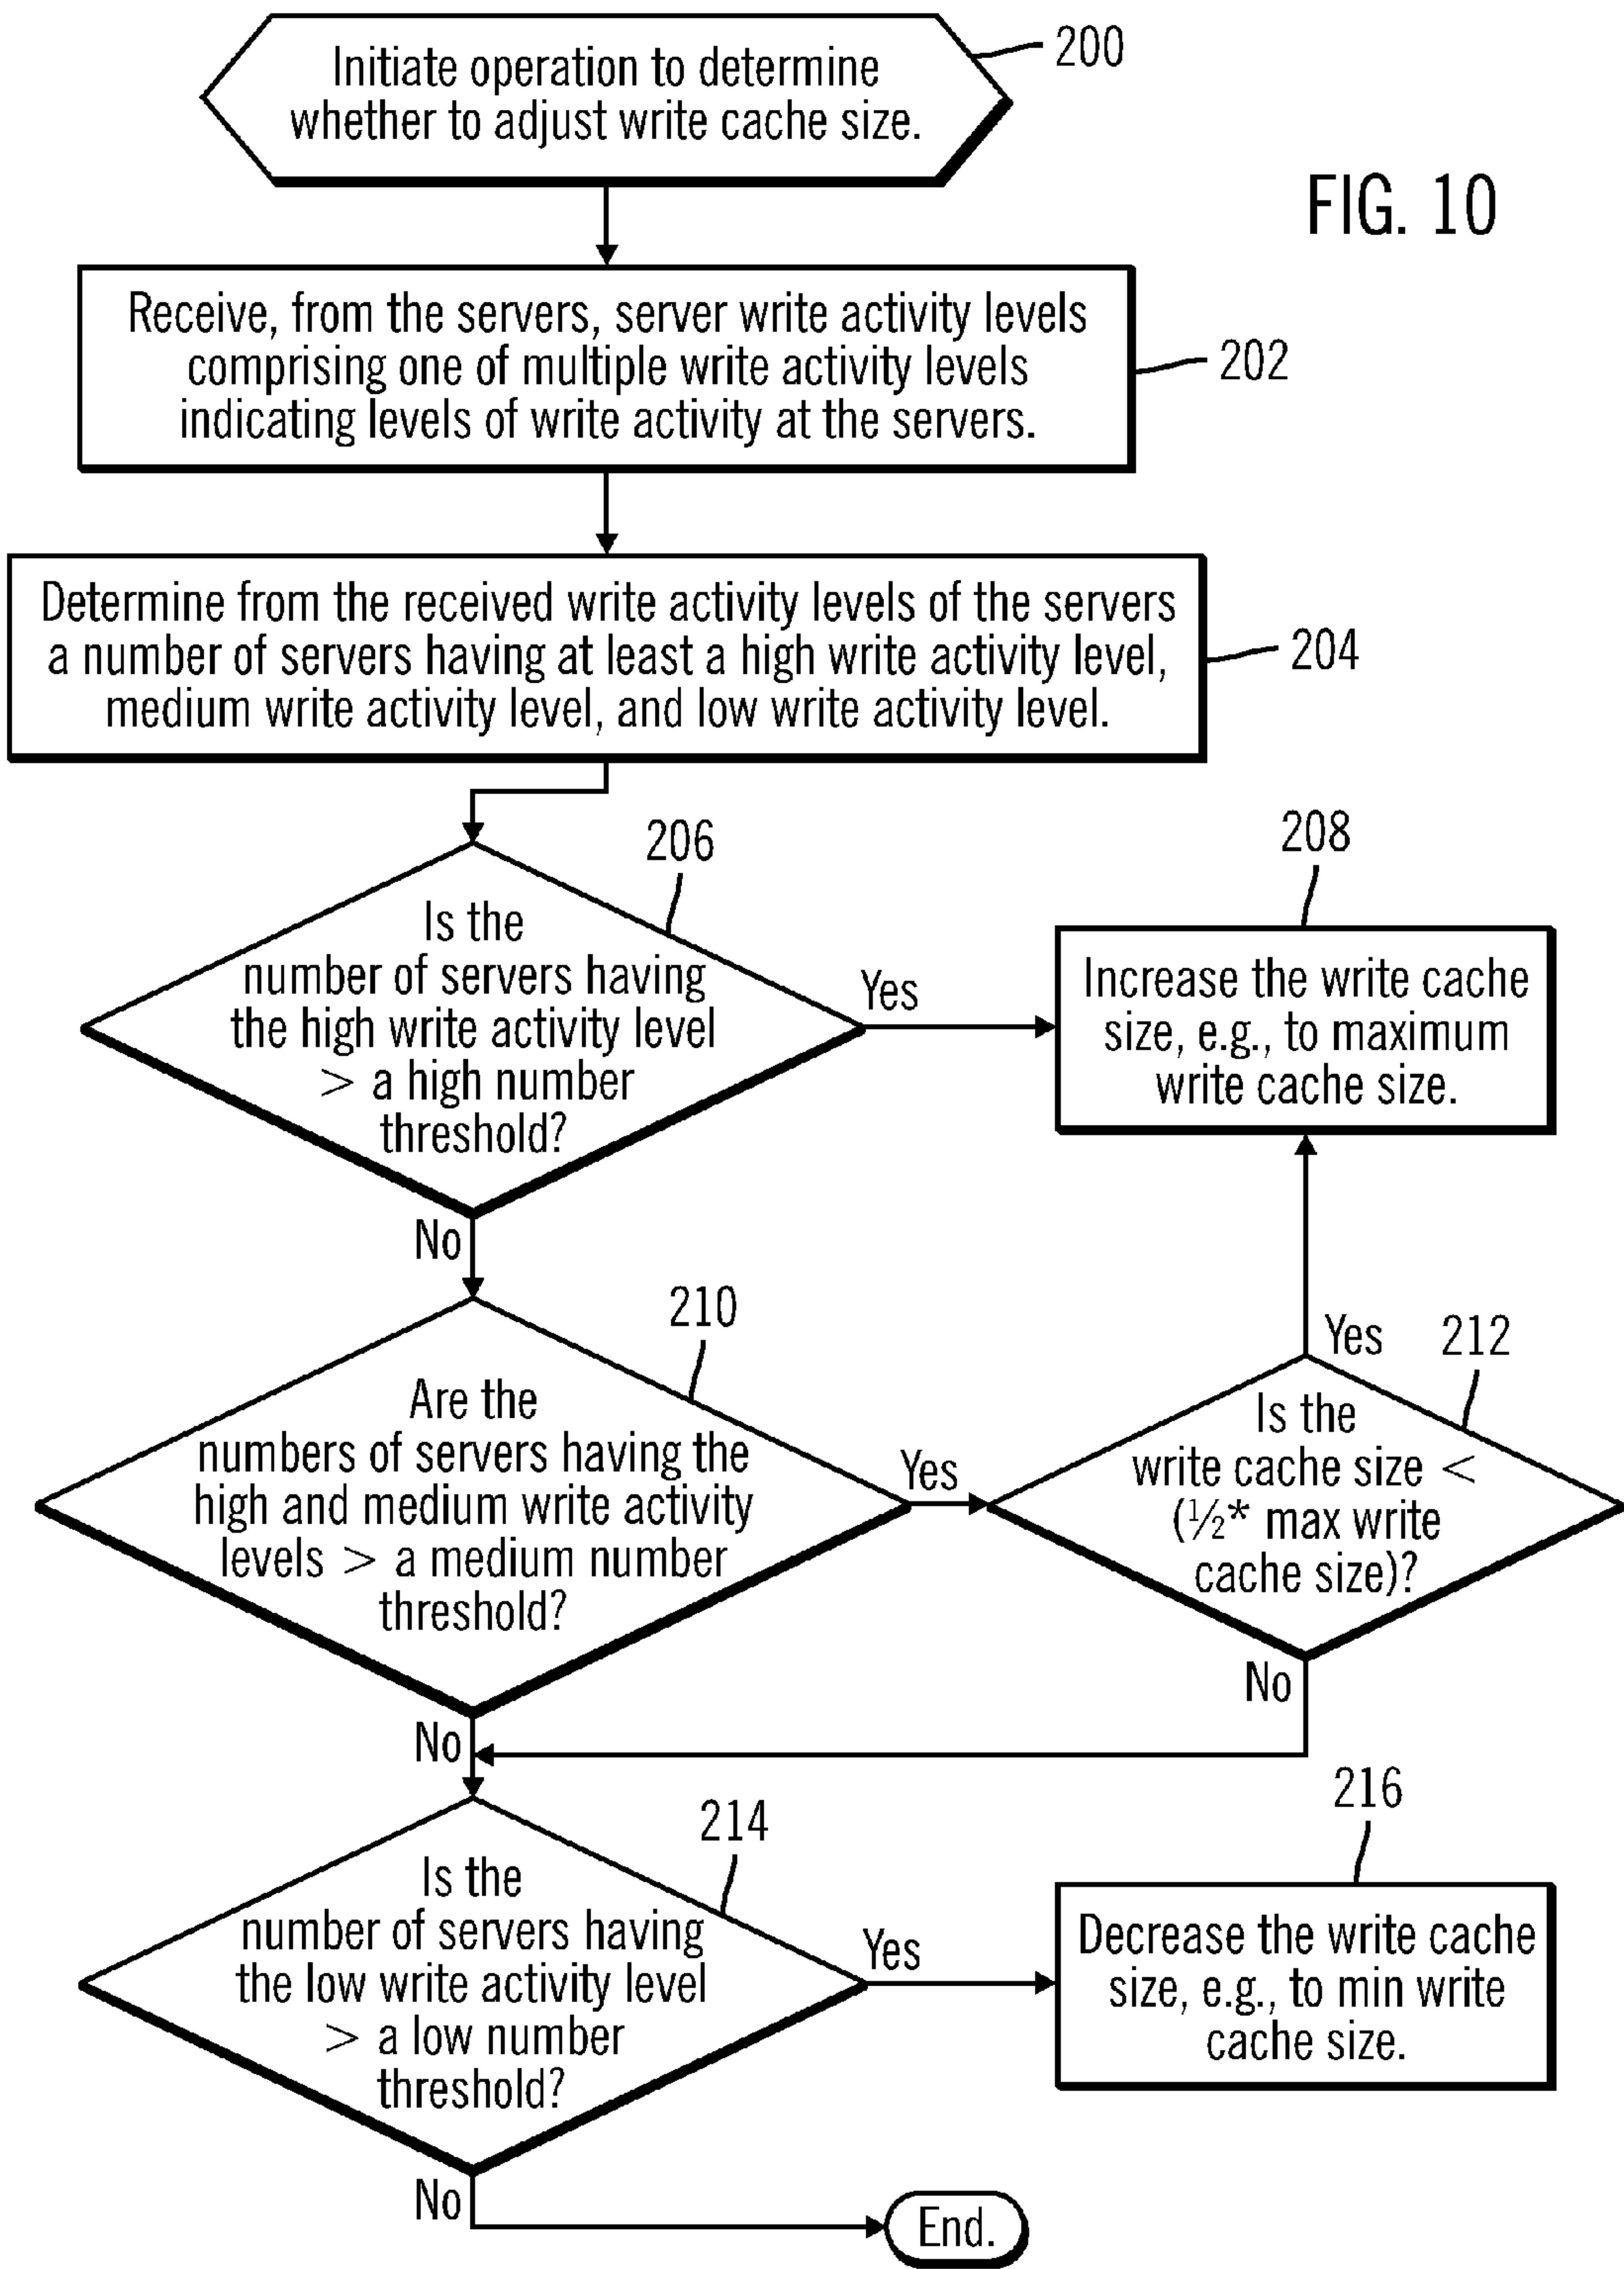 Initiate operation to determine
whether to adjust write cache size.
200
FIG. 10
Receive, from the servers, server write activity levels
comprising one of multiple write activity levels
indicating levels of write activity at the servers.
202
Determine from the received write activity levels of the servers
a number of servers having at least a high write activity level,
medium write activity level, and low write activity level.
204
206
Is the
number of servers having
the high write activity level
> a high number
threshold?
Yes
No
208
Increase the write cache
size, e.g., to maximum
write cache size.
210
Are the
numbers of servers having the
high and medium write activity
levels > a medium number
threshold?
Yes
No
Yes
212
Is the
write cache size <
(½* max write
cache size)?
No
214
Is the
number of servers having
the low write activity level
> a low number
threshold?
Yes
No
216
Decrease the write cache
size, e.g., to min write
cache size.
End.